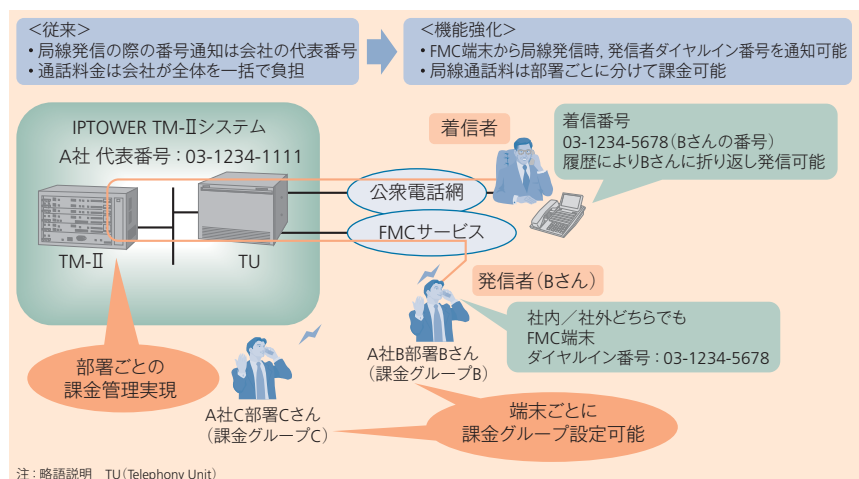 ＜従来＞
・局線発信の際の番号通知は会社の代表番号
・通話料金は会社が全体を一括で負担
＜機能強化＞
・FMC端末から局線発信時，発信者ダイヤルイン番号を通知可能
・局線通話料は部署ごとに分けて課金可能
IPTOWER TM-Ⅱシステム
A社 代表番号：03-1234-1111
TM-Ⅱ
TU
公衆電話網
FMCサービス
着信者
着信番号
03-1234-5678（Bさんの番号）
履歴によりBさんに折り返し発信可能
発信者（Bさん）
社内／社外どちらでも
FMC端末
ダイヤルイン番号：03-1234-5678
A社B部署Bさん
（課金グループB）
部署ごとの
課金管理実現
A社C部署Cさん
（課金グループC）
端末ごとに
課金グループ設定可能
注：略語説明　TU（Telephony Unit）